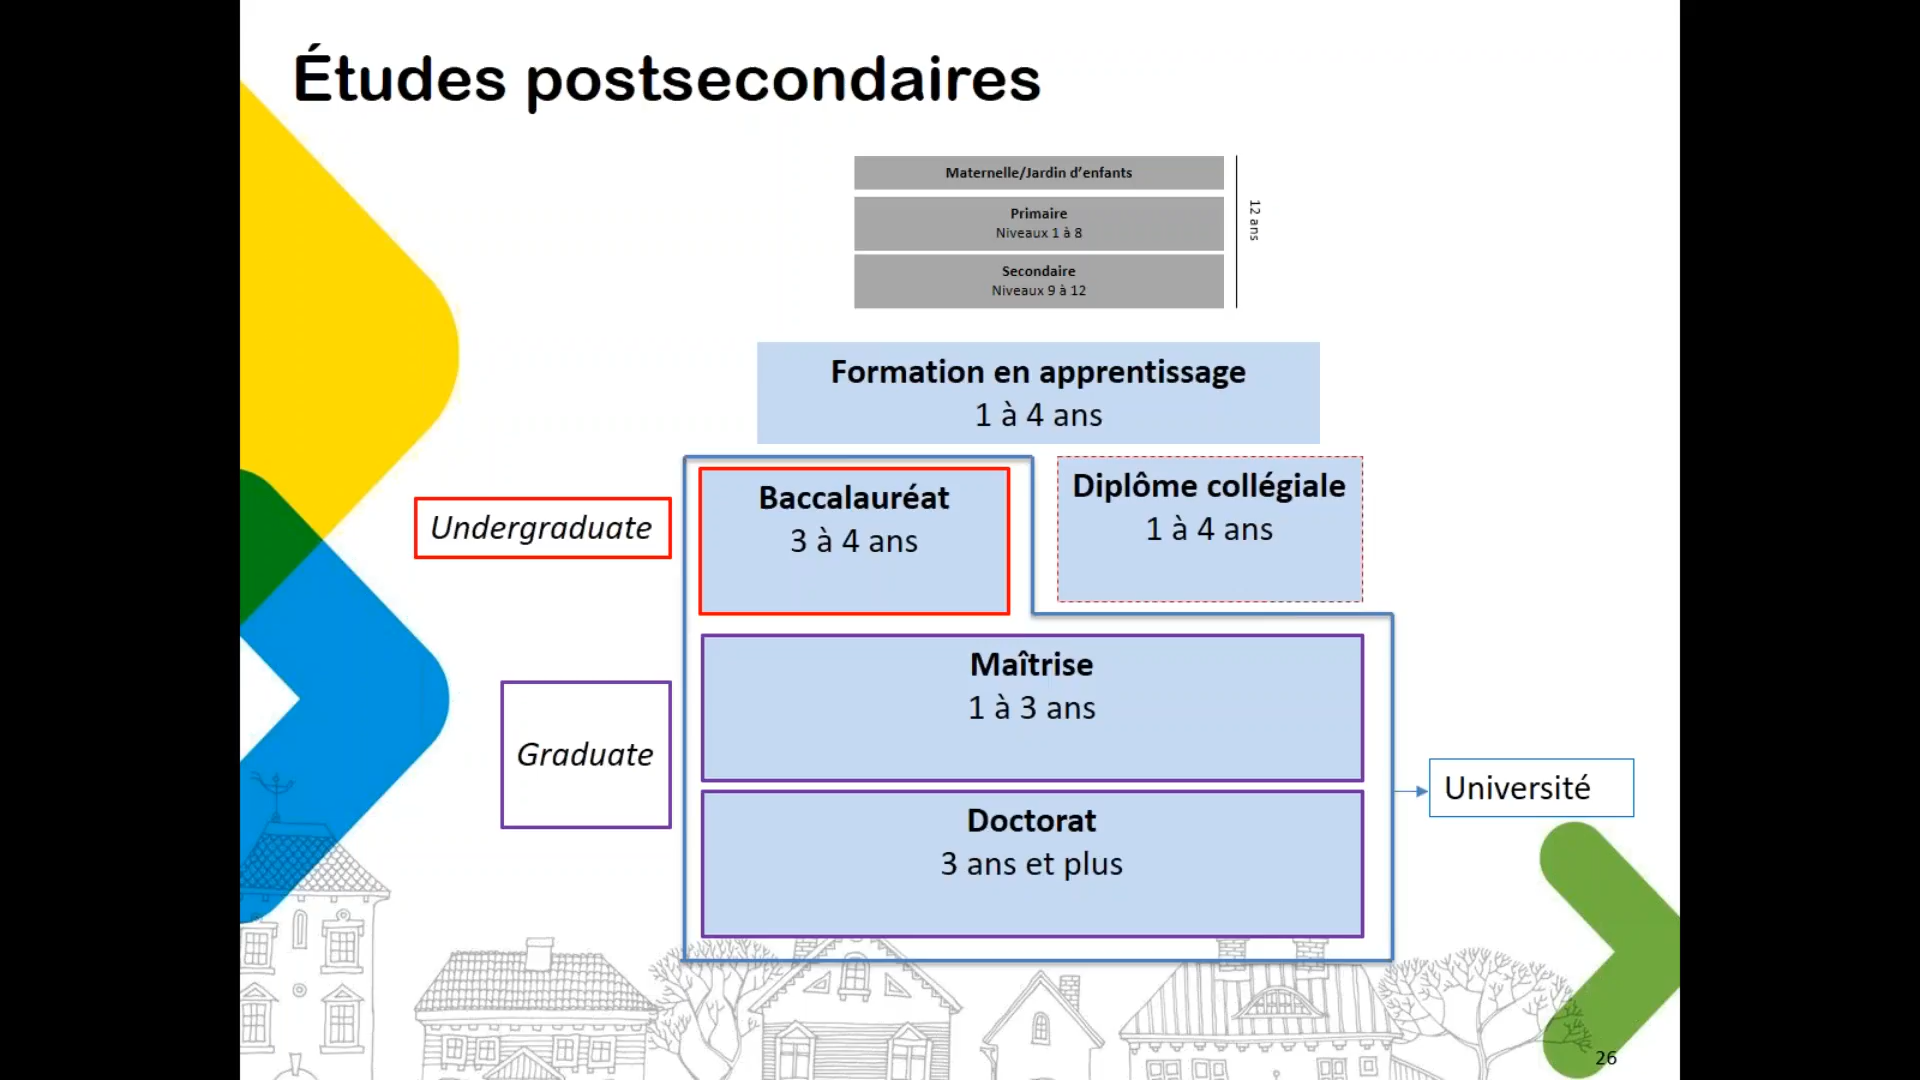 Études postsecondaires
Maternelle/Jardin d’enfants
Primaire
Niveaux 1 à 8
Secondaire
Niveaux 9 à 12
12 ans
Formation en apprentissage
1 à 4 ans
Undergraduate
Baccalauréat
3 à 4 ans
Diplôme collégiale
1 à 4 ans
Graduate
Maîtrise
1 à 3 ans
Doctorat
3 ans et plus
Université
26